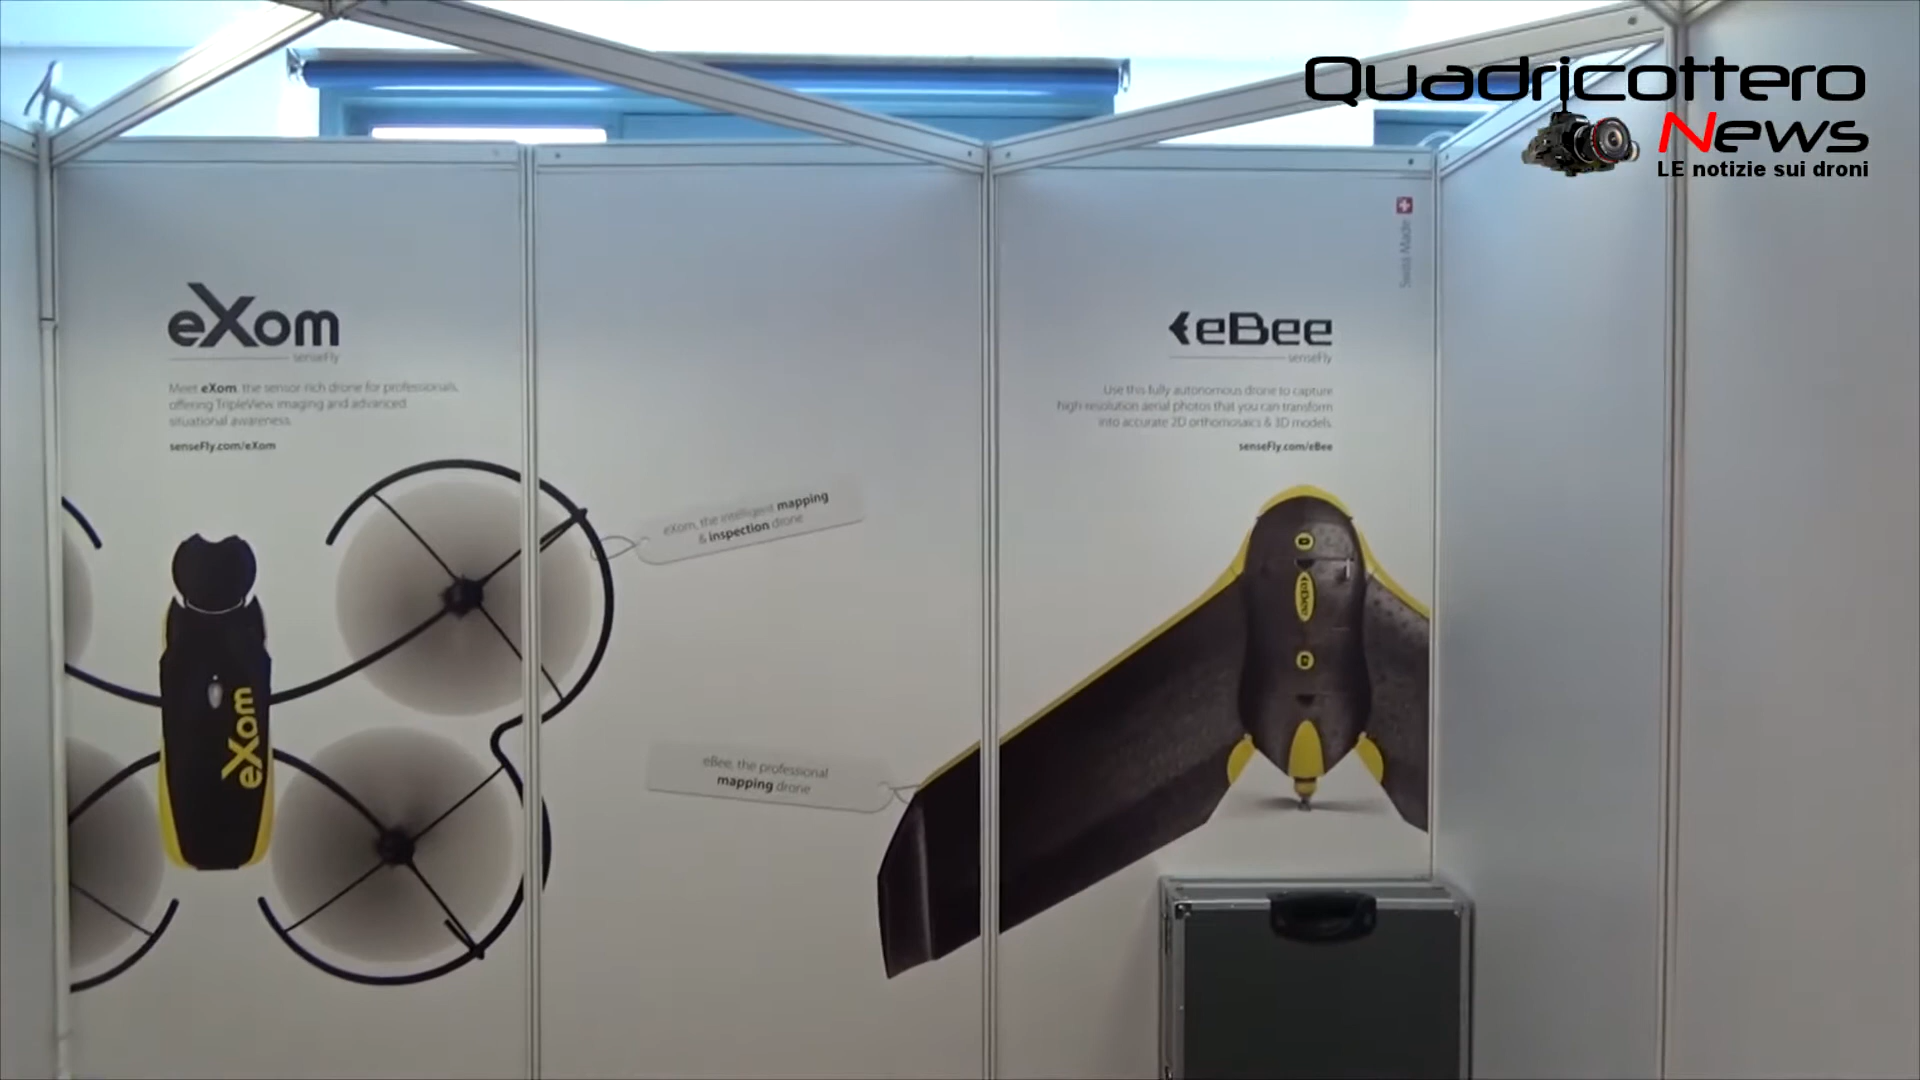 Quadricottero
News
LE notizie sui droni
Swiss Made
eXom
senseFly
Meet eXom, the sensor rich drone for professionals,
offering TripleView imaging and advanced
situational awareness.
senseFly.com/eXom
eBee
senseFly
Use this fully autonomous drone to capture
high resolution aerial photos that you can transform
into accurate 2D orthomosaics & 3D models.
senseFly.com/eBee
eXom, the intelligent mapping
& inspection drone
eBee, the professional
mapping drone
eXom
eBee